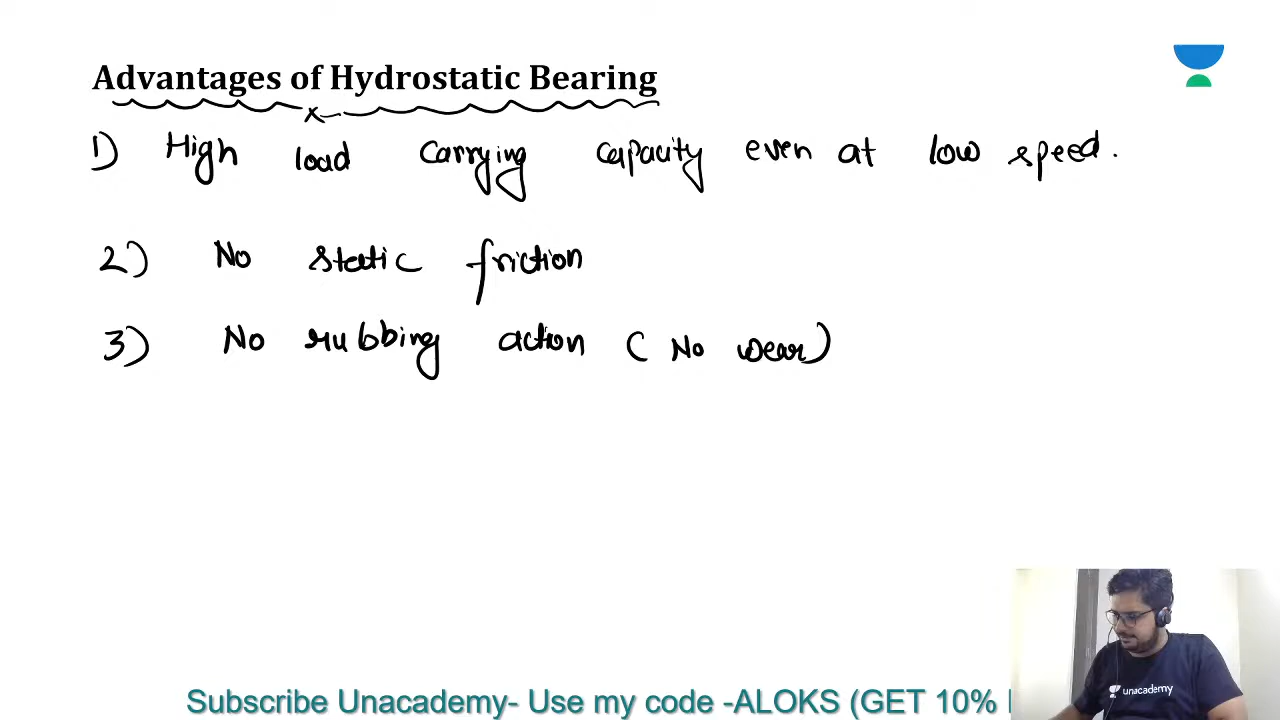 Advantages of Hydrostatic Bearing
1) High load carrying capacity even at low speed.
2) No static friction
3) No rubbing action (No wear)
unacademy
Subscribe Unacademy- Use my code -ALOKS (GET 10%